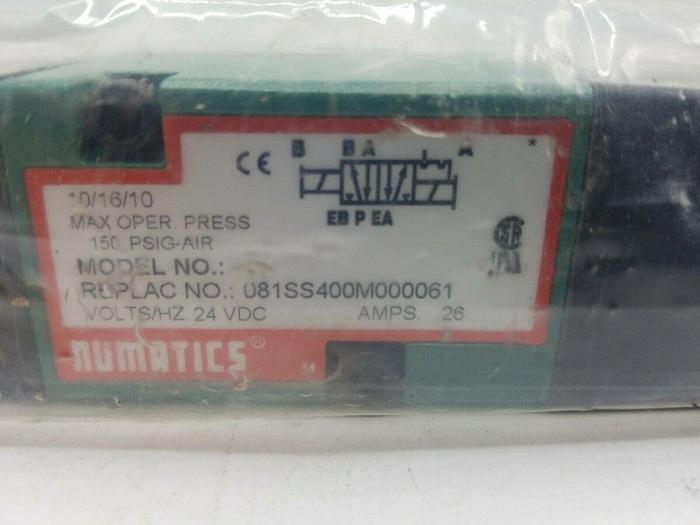 CE B BA A *
EB P EA
10/16/10
MAX OPER. PRESS
150 PSIG-AIR
MODEL NO.:
REPLAC NO.: 081SS400M000061
VOLTS/HZ. 24 VDC AMPS. .26
NUMATICS®